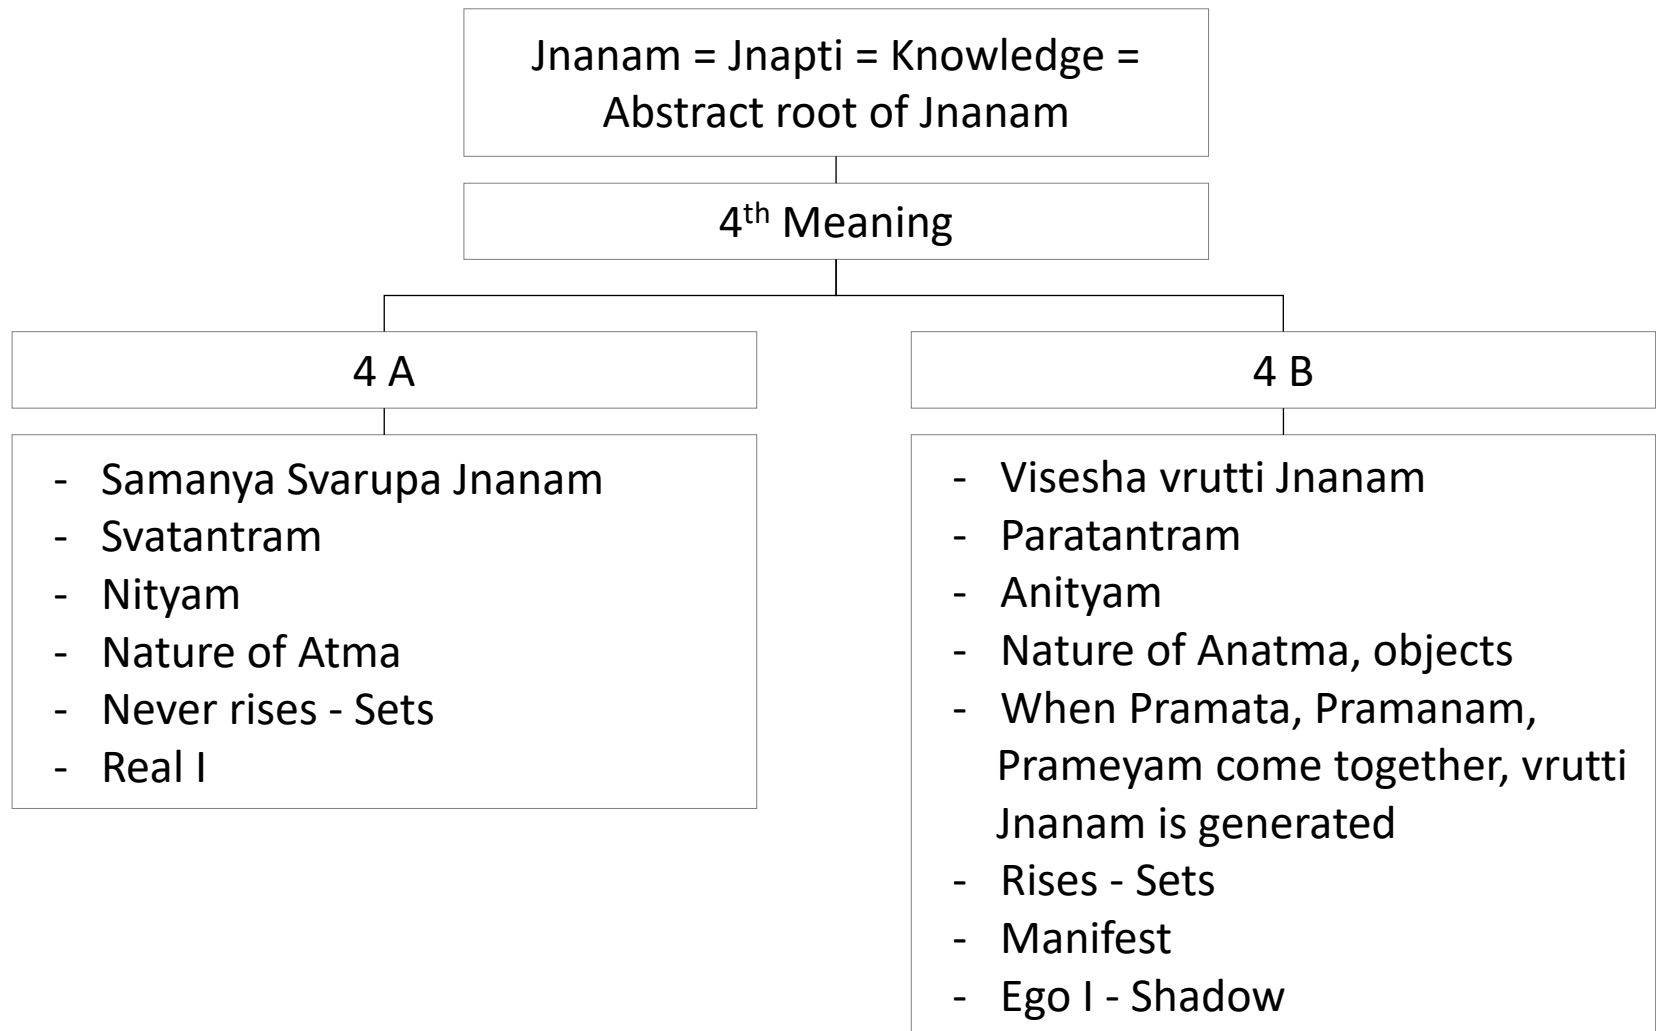 Jnanam = Jnapti = Knowledge =
Abstract root of Jnanam
4th Meaning
4 A
- Samanya Svarupa Jnanam
- Svatantram
- Nityam
- Nature of Atma
- Never rises - Sets
- Real I
4 B
- Visesha vrutti Jnanam
- Paratantram
- Anityam
- Nature of Anatma, objects
- When Pramata, Pramanam,
Prameyam come together, vrutti
Jnanam is generated
- Rises - Sets
- Manifest
- Ego I - Shadow